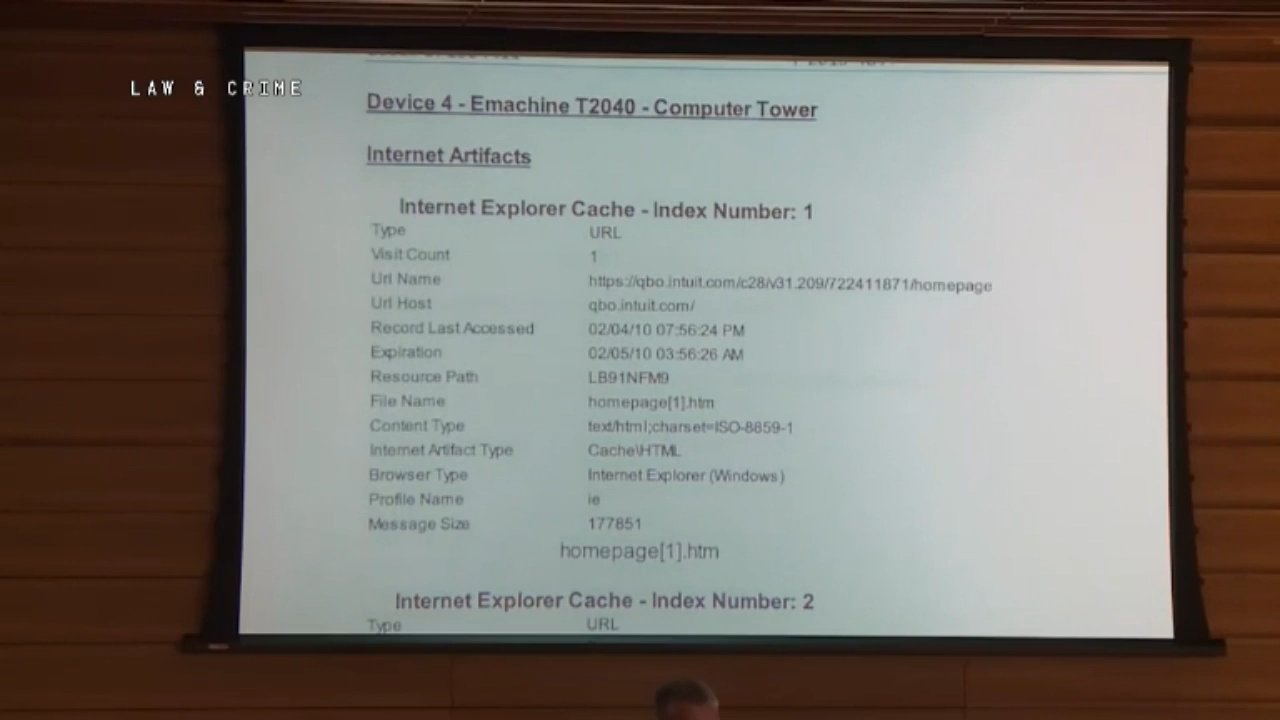 LAW & CRIME
Device 4 - Emachine T2040 - Computer Tower
Internet Artifacts
Internet Explorer Cache - Index Number: 1
Type URL
Visit Count 1
Url Name https://qbo.intuit.com/c28/v31.209/722411871/homepage
Url Host qbo.intuit.com/
Record Last Accessed 02/04/10 07:56:24 PM
Expiration 02/05/10 03:56:26 AM
Resource Path LB91NFM9
File Name homepage[1].htm
Content Type text/html;charset=ISO-8859-1
Internet Artifact Type Cache\HTML
Browser Type Internet Explorer (Windows)
Profile Name ie
Message Size 177851
homepage[1].htm
Internet Explorer Cache - Index Number: 2
Type URL